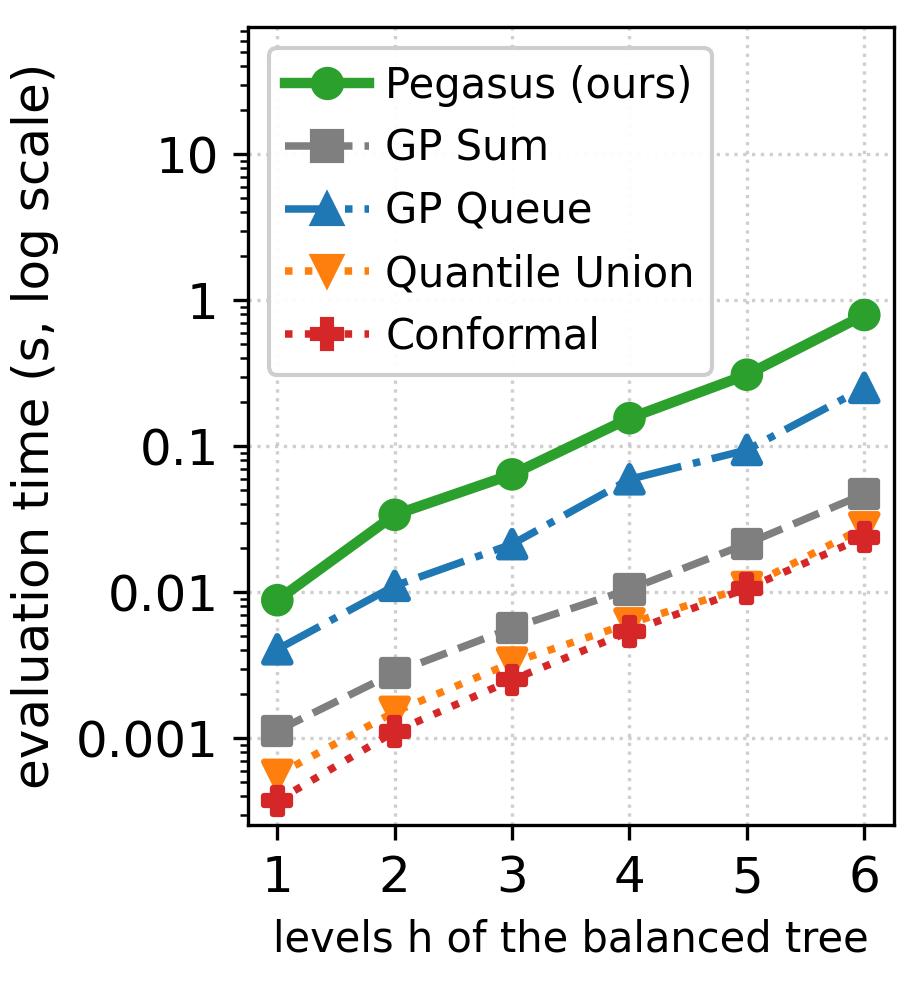 evaluation time (s, log scale)
10
1
0.1
0.01
0.001
Pegasus (ours)
GP Sum
GP Queue
Quantile Union
Conformal
1 2 3 4 5 6
levels h of the balanced tree